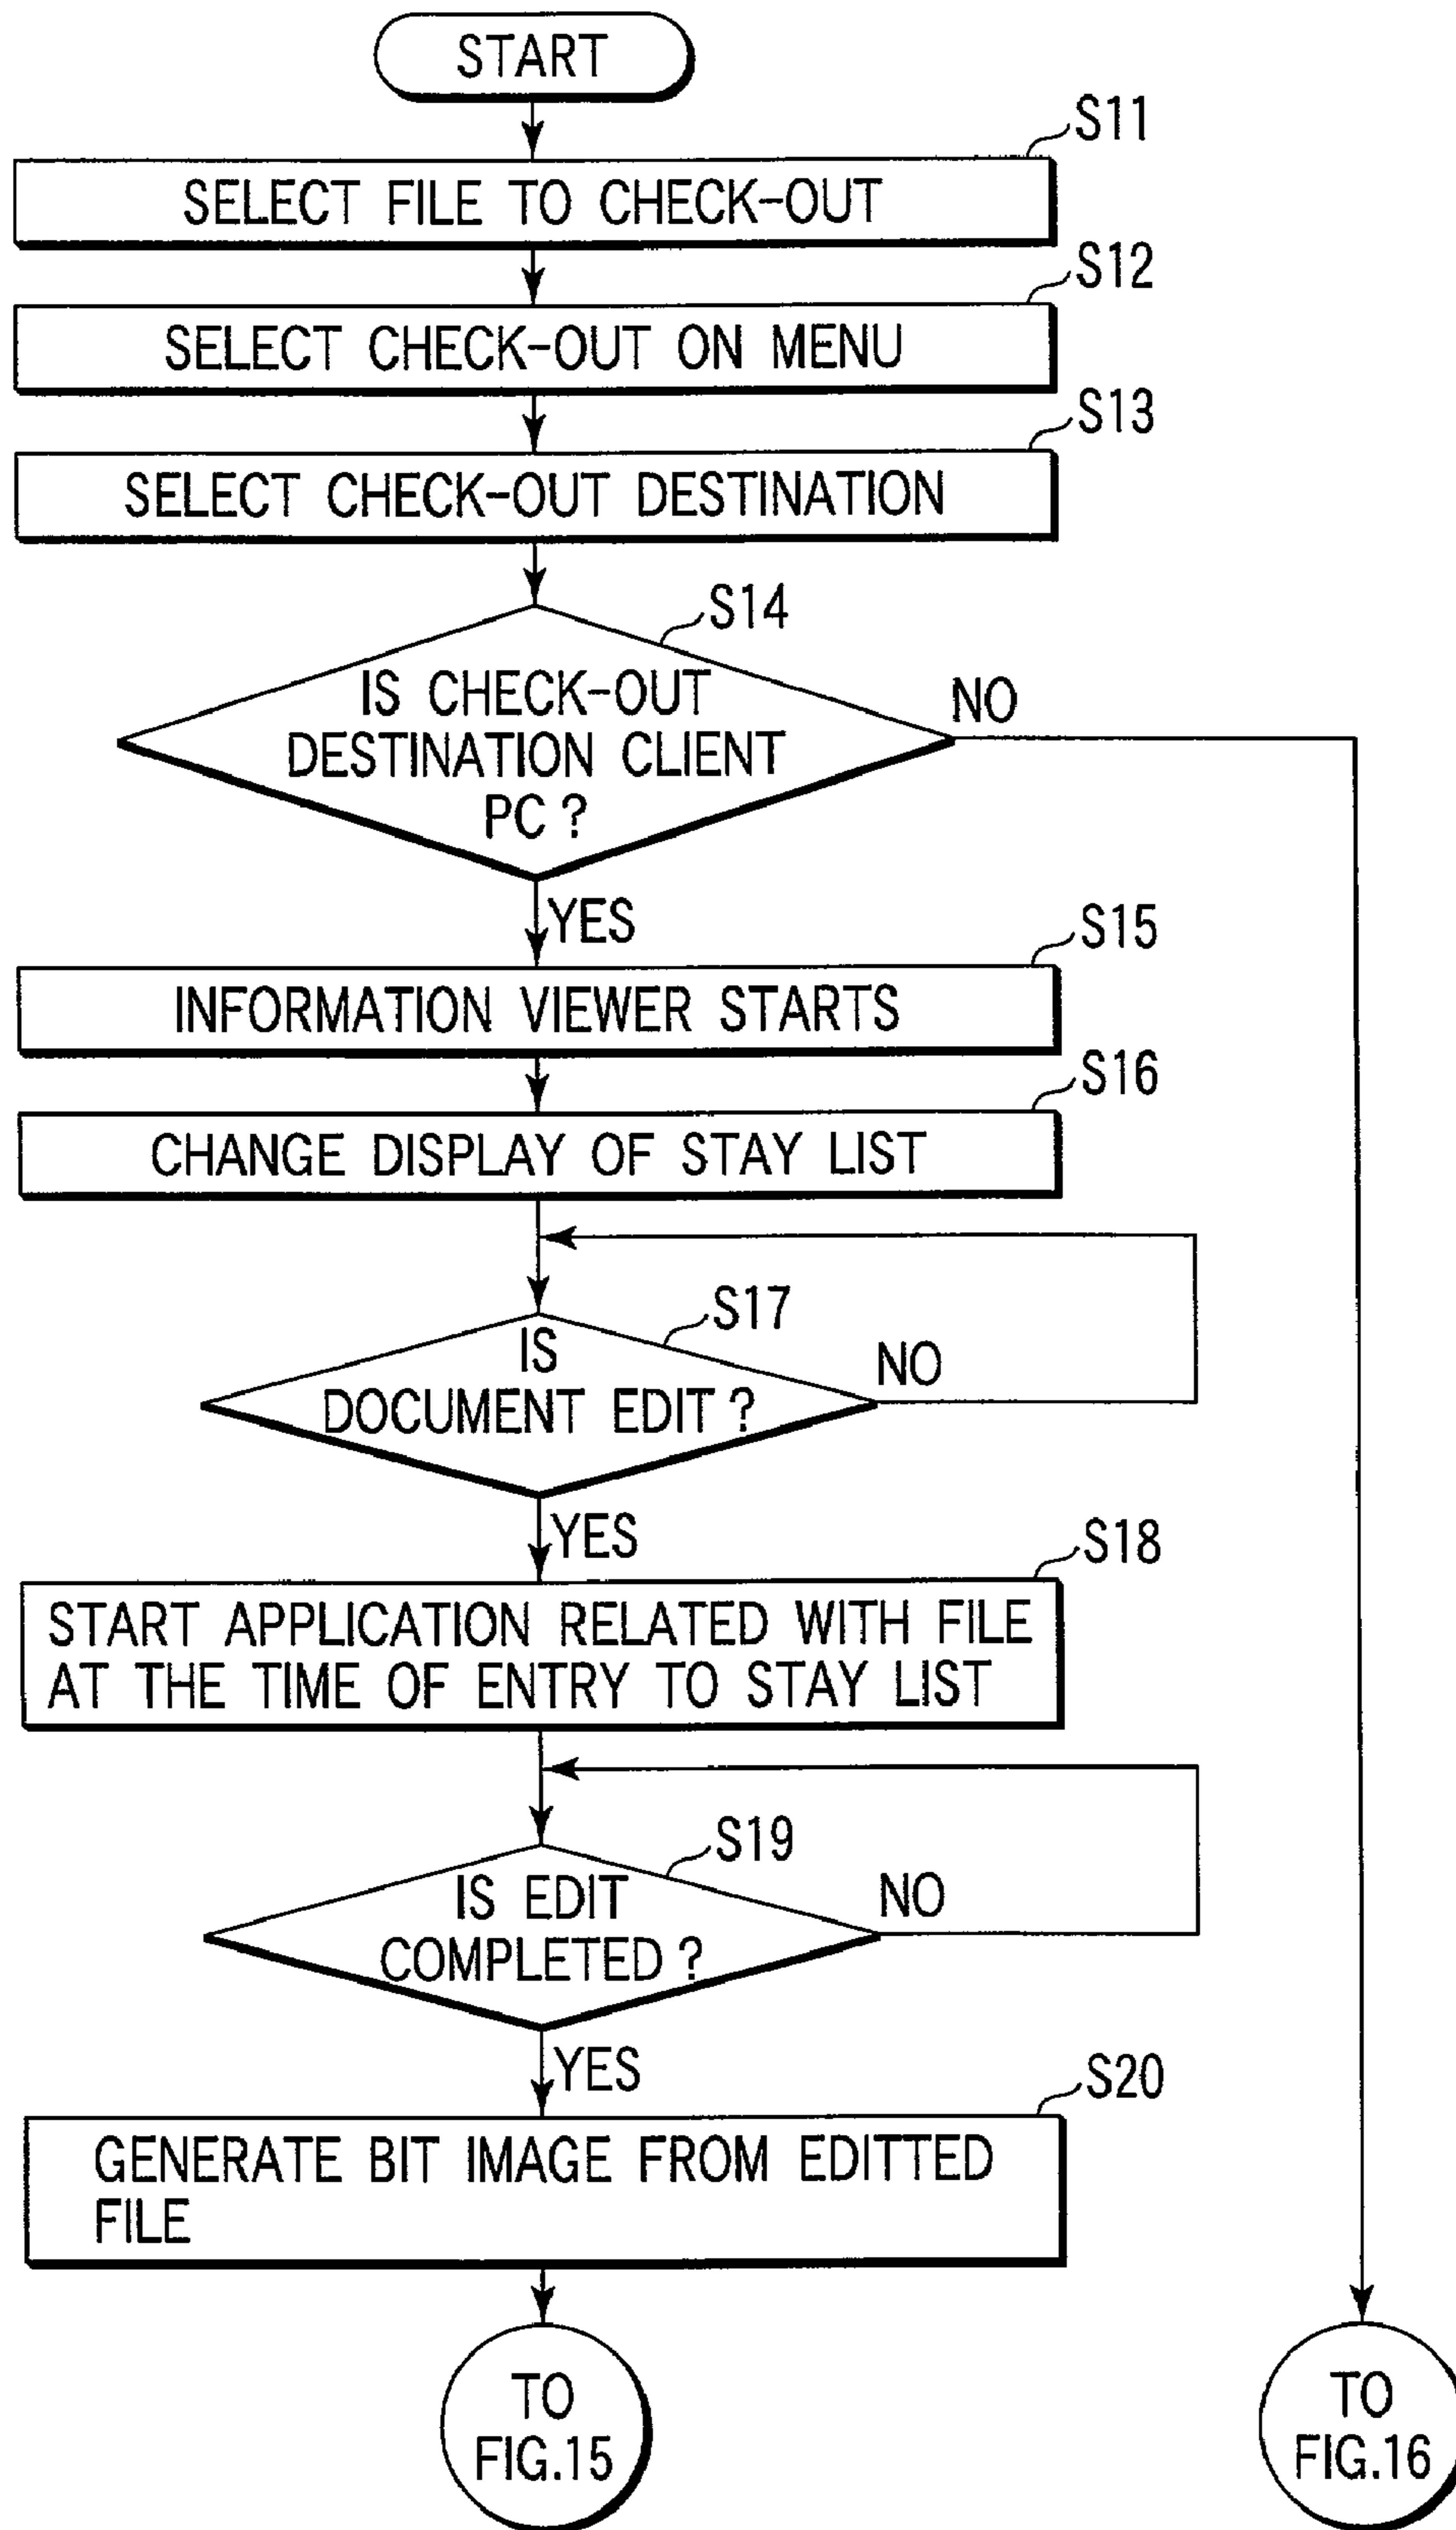 START
S11
SELECT FILE TO CHECK-OUT
S12
SELECT CHECK-OUT ON MENU
S13
SELECT CHECK-OUT DESTINATION
S14
IS CHECK-OUT
DESTINATION CLIENT
PC?
NO
YES
S15
INFORMATION VIEWER STARTS
S16
CHANGE DISPLAY OF STAY LIST
S17
IS
DOCUMENT EDIT?
NO
YES
S18
START APPLICATION RELATED WITH FILE
AT THE TIME OF ENTRY TO STAY LIST
S19
IS EDIT
COMPLETED?
NO
YES
S20
GENERATE BIT IMAGE FROM EDITTED
FILE
TO
FIG.15
TO
FIG.16